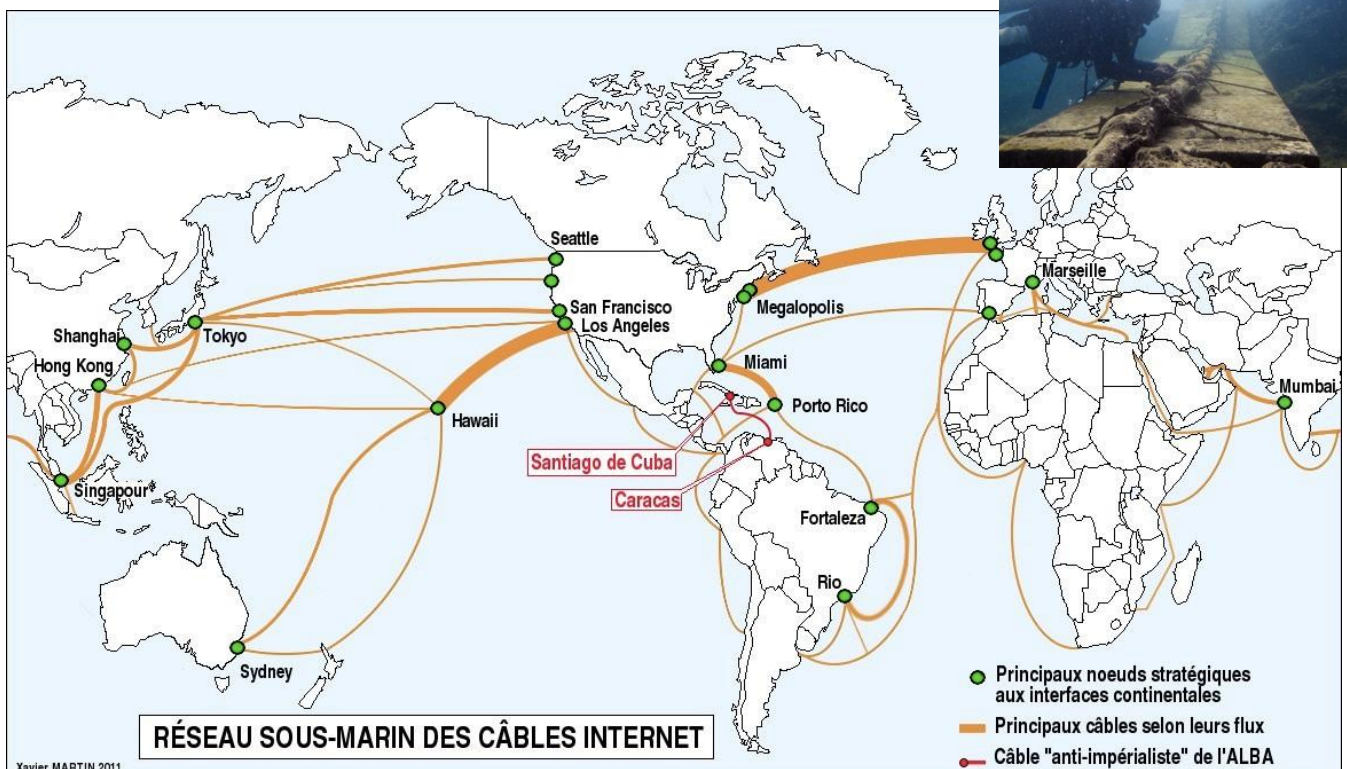 Seattle
Marseille
San Francisco
Los Angeles
Megalopolis
Shanghai
Tokyo
Hong Kong
Miami
Mumbai
Hawaii
Porto Rico
Santiago de Cuba
Singapour
Caracas
Fortaleza
Rio
Sydney
Principaux noeuds stratégiques
aux interfaces continentales
Principaux câbles selon leurs flux
Câble "anti-impérialiste" de l'ALBA
RÉSEAU SOUS-MARIN DES CÂBLES INTERNET
Xavier MARTIN 2011